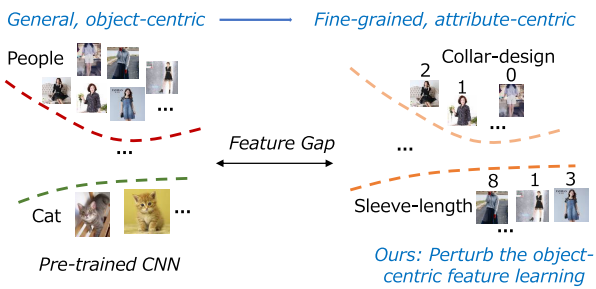 General, object-centric
Fine-grained, attribute-centric
People
...
...
Cat
...
Pre-trained CNN
Feature Gap
Collar-design
2
1
0
...
...
8
1
3
Sleeve-length
...
Ours: Perturb the object-
centric feature learning